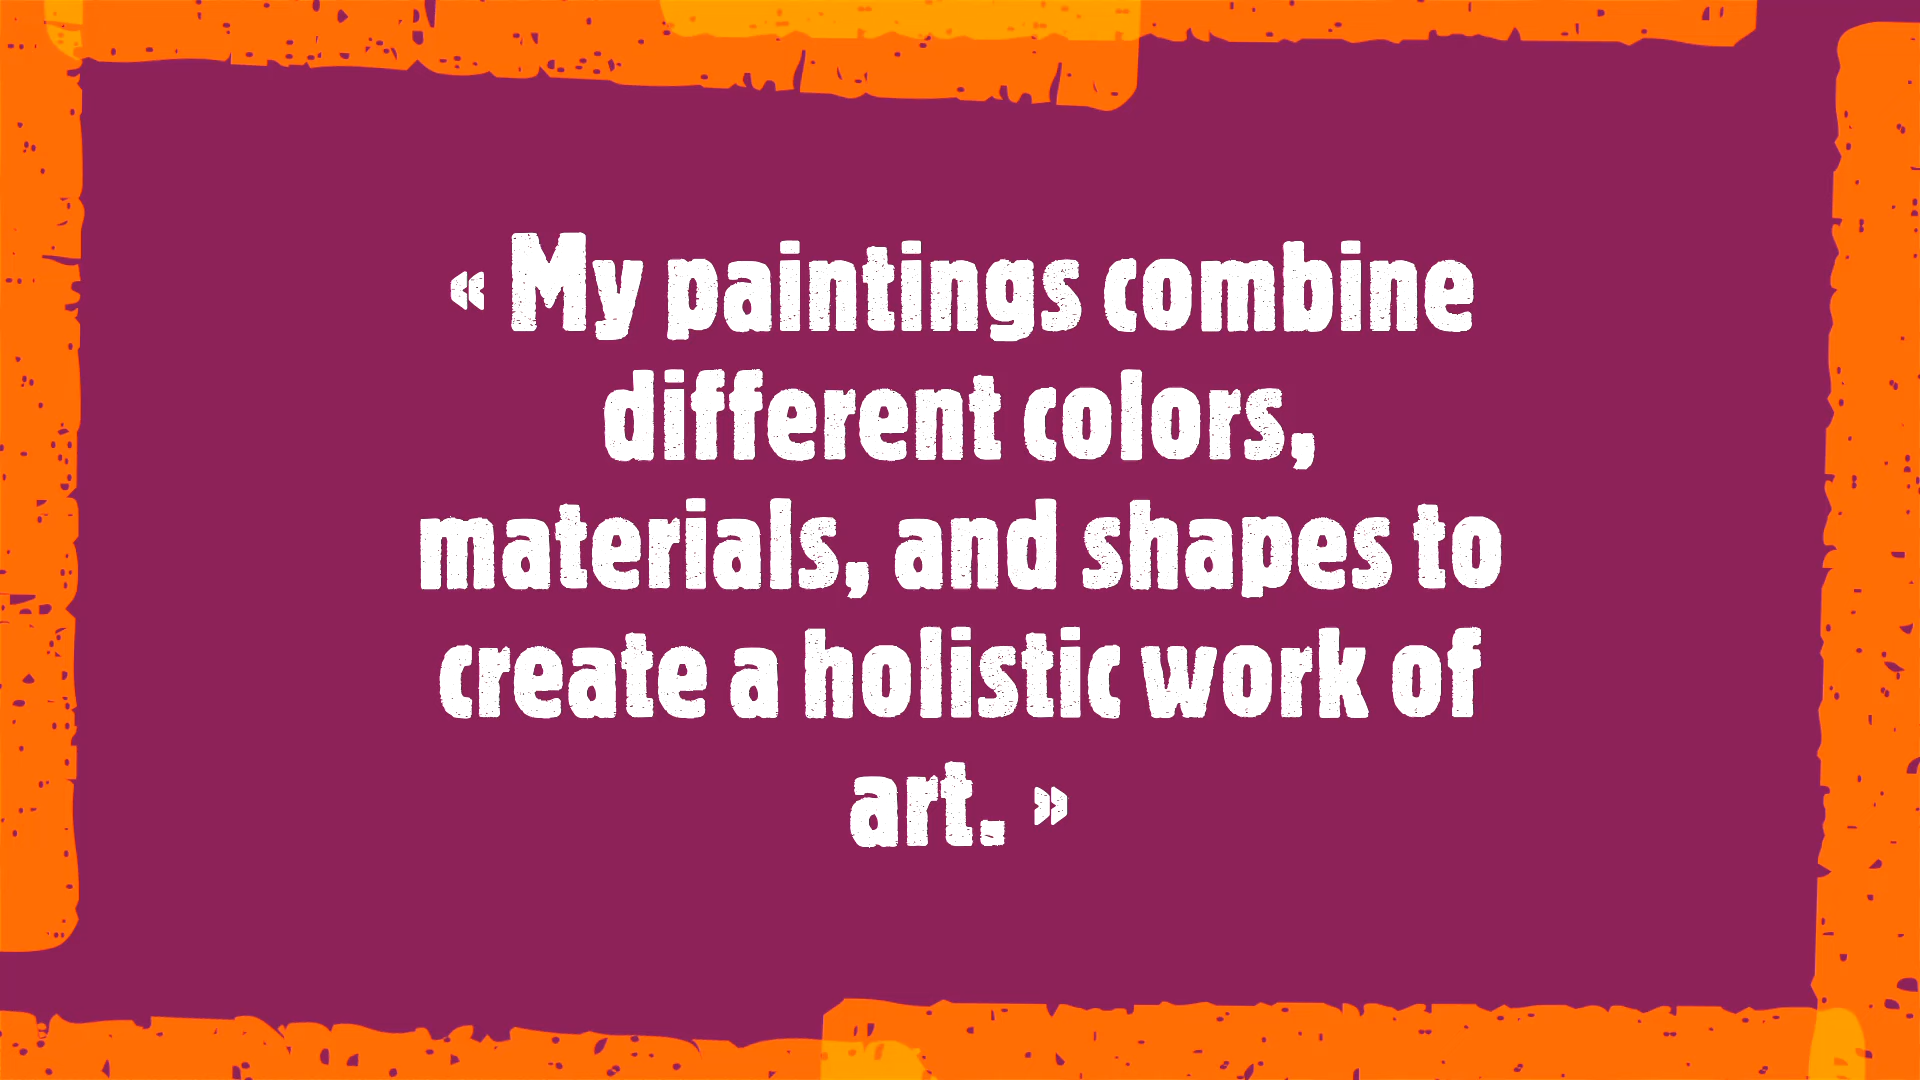 « My paintings combine
different colors,
materials, and shapes to
create a holistic work of
art. »